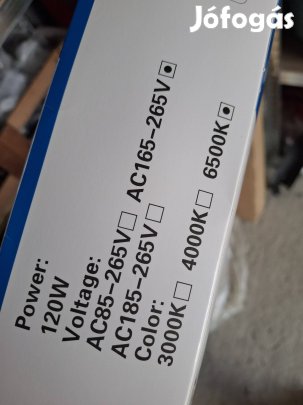 Jófogás
Power:
120W
Voltage:
AC85-265V□ AC165-265V▣
AC185-265V□
Color:
3000K□ 4000K□ 6500K▣